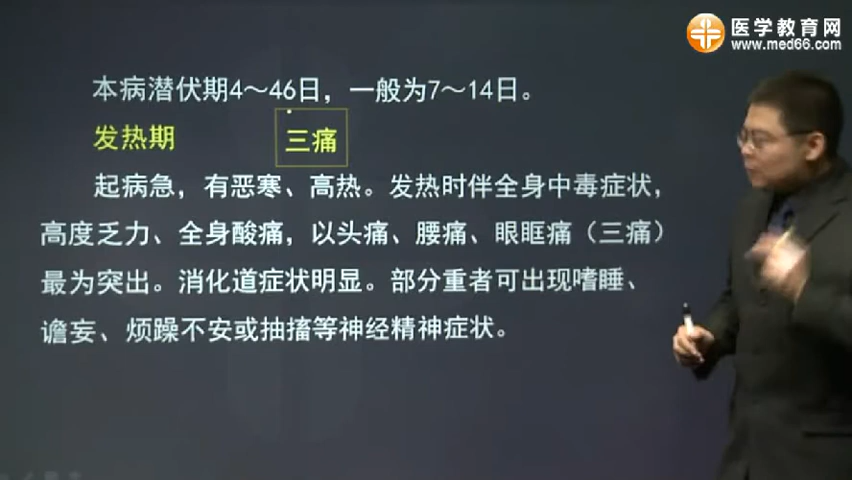 医学教育网
www.med66.com
本病潜伏期4～46日，一般为7～14日。
发热期
三痛
起病急，有恶寒、高热。发热时伴全身中毒症状，
高度乏力、全身酸痛，以头痛、腰痛、眼眶痛（三痛）
最为突出。消化道症状明显。部分重者可出现嗜睡、
谵妄、烦躁不安或抽搐等神经精神症状。